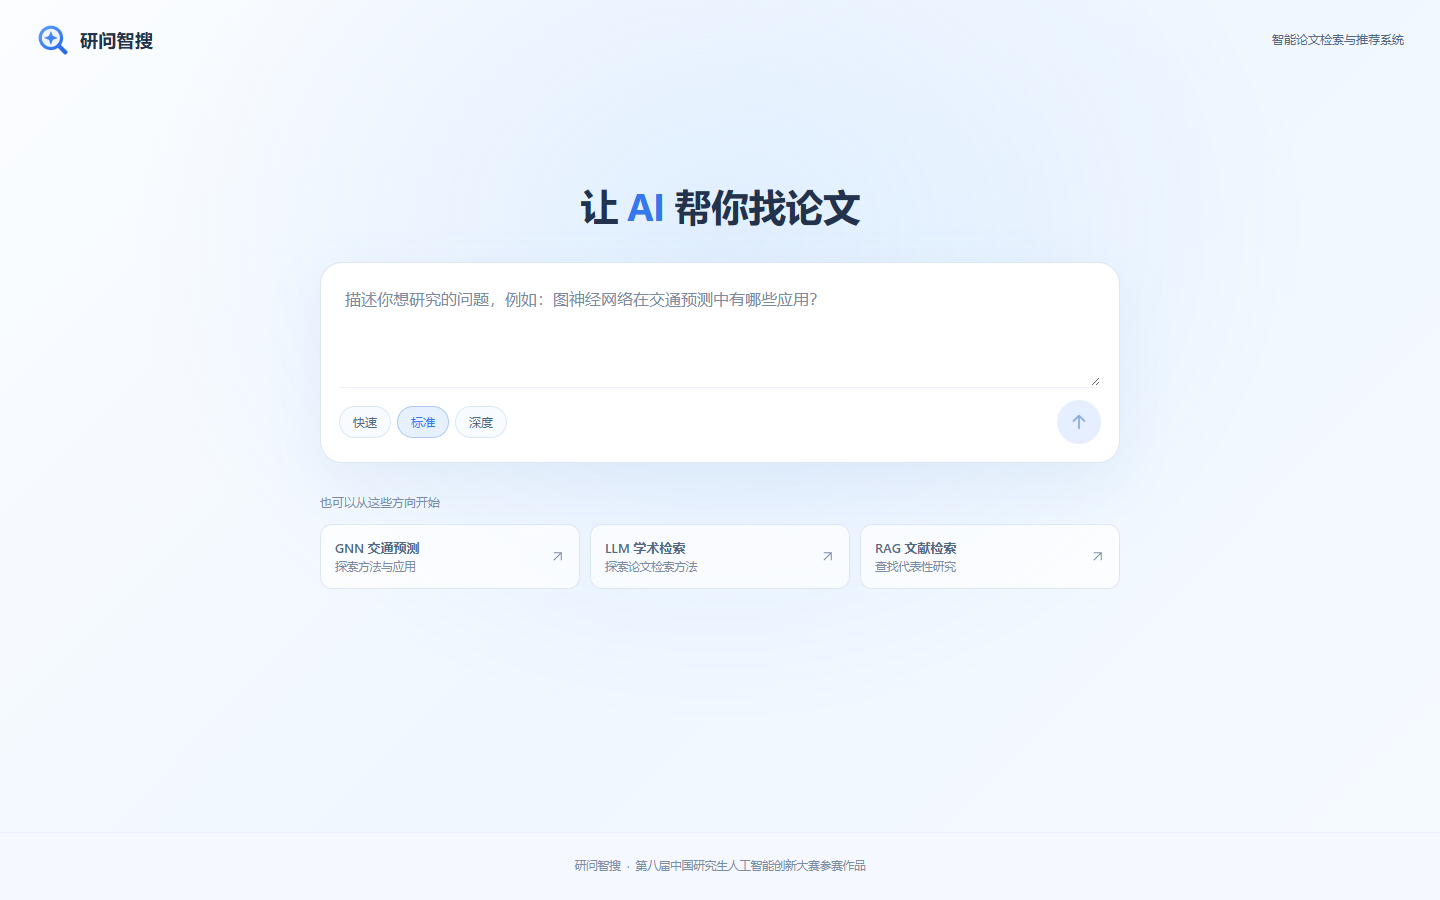 研问智搜
智能论文检索与推荐系统
让 AI 帮你找论文
描述你想研究的问题，例如：图神经网络在交通预测中有哪些应用？
快速
标准
深度
也可以从这些方向开始
GNN 交通预测
探索方法与应用
LLM 学术检索
探索论文检索方法
RAG 文献检索
查找代表性研究
研问智搜 · 第八届中国研究生人工智能创新大赛参赛作品